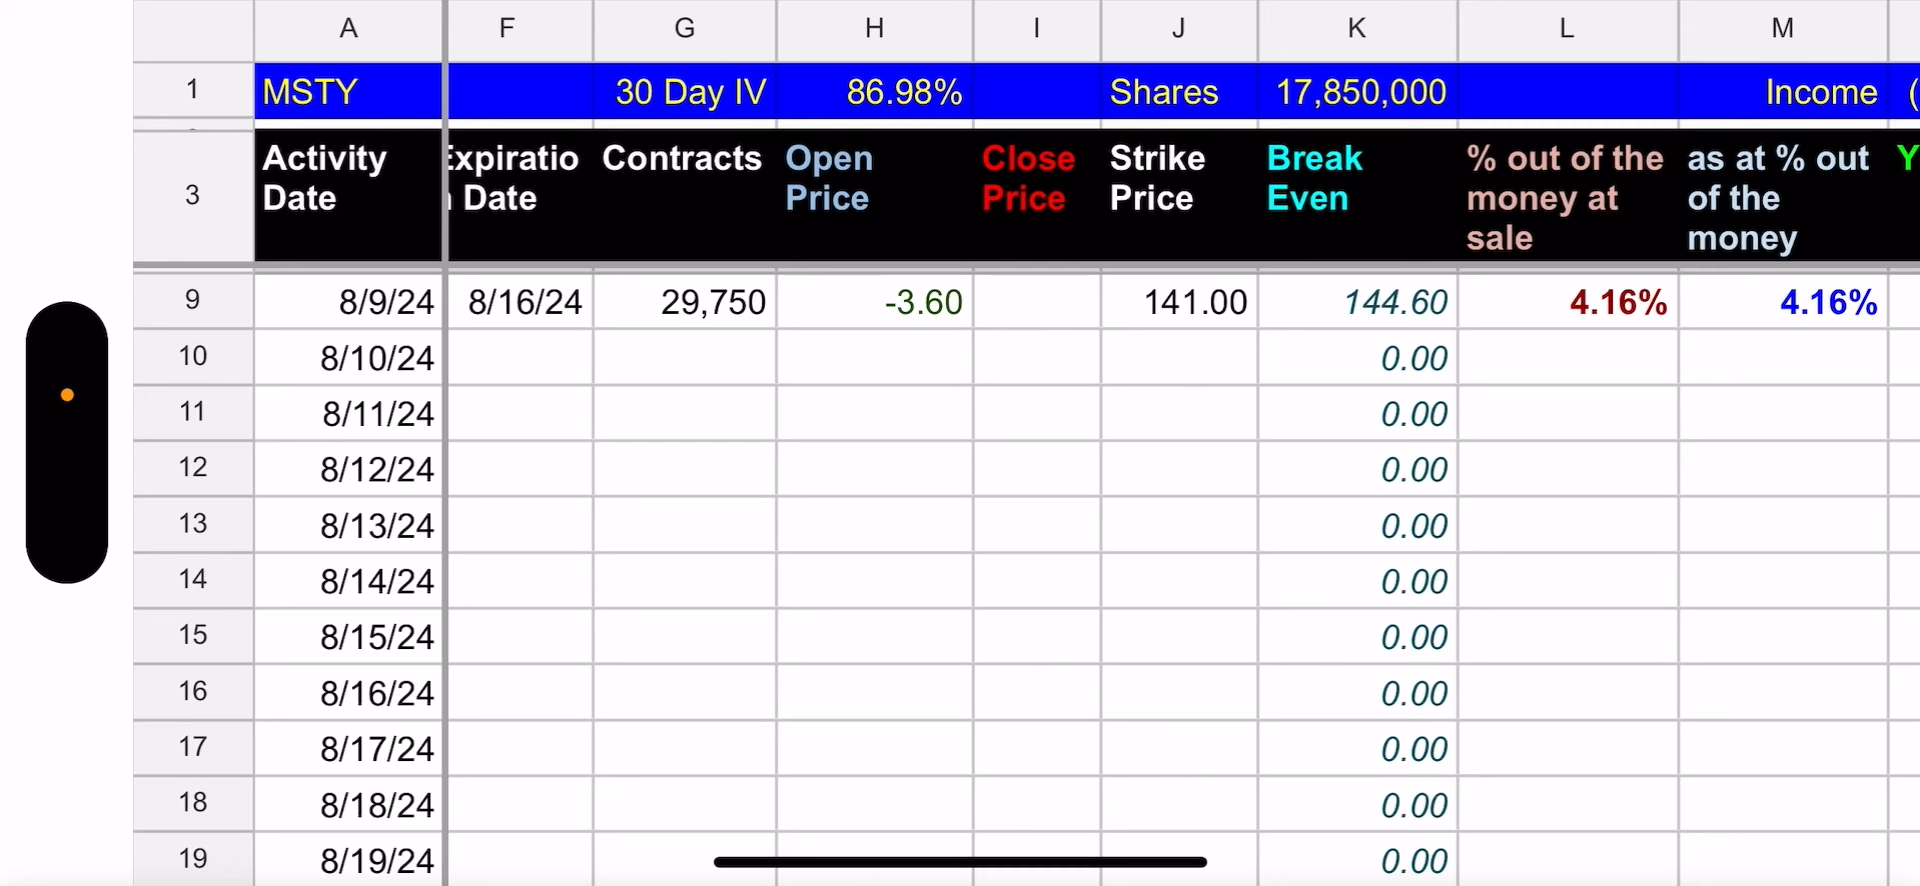 A F G H I J K L M
1 MSTY 30 Day IV 86.98% Shares 17,850,000 Income (
3 Activity Date Expiratio n Date Contracts Open Price Close Price Strike Price Break Even % out of the money at sale as at % out of the money Y
9 8/9/24 8/16/24 29,750 -3.60 141.00 144.60 4.16% 4.16%
10 8/10/24 0.00
11 8/11/24 0.00
12 8/12/24 0.00
13 8/13/24 0.00
14 8/14/24 0.00
15 8/15/24 0.00
16 8/16/24 0.00
17 8/17/24 0.00
18 8/18/24 0.00
19 8/19/24 0.00